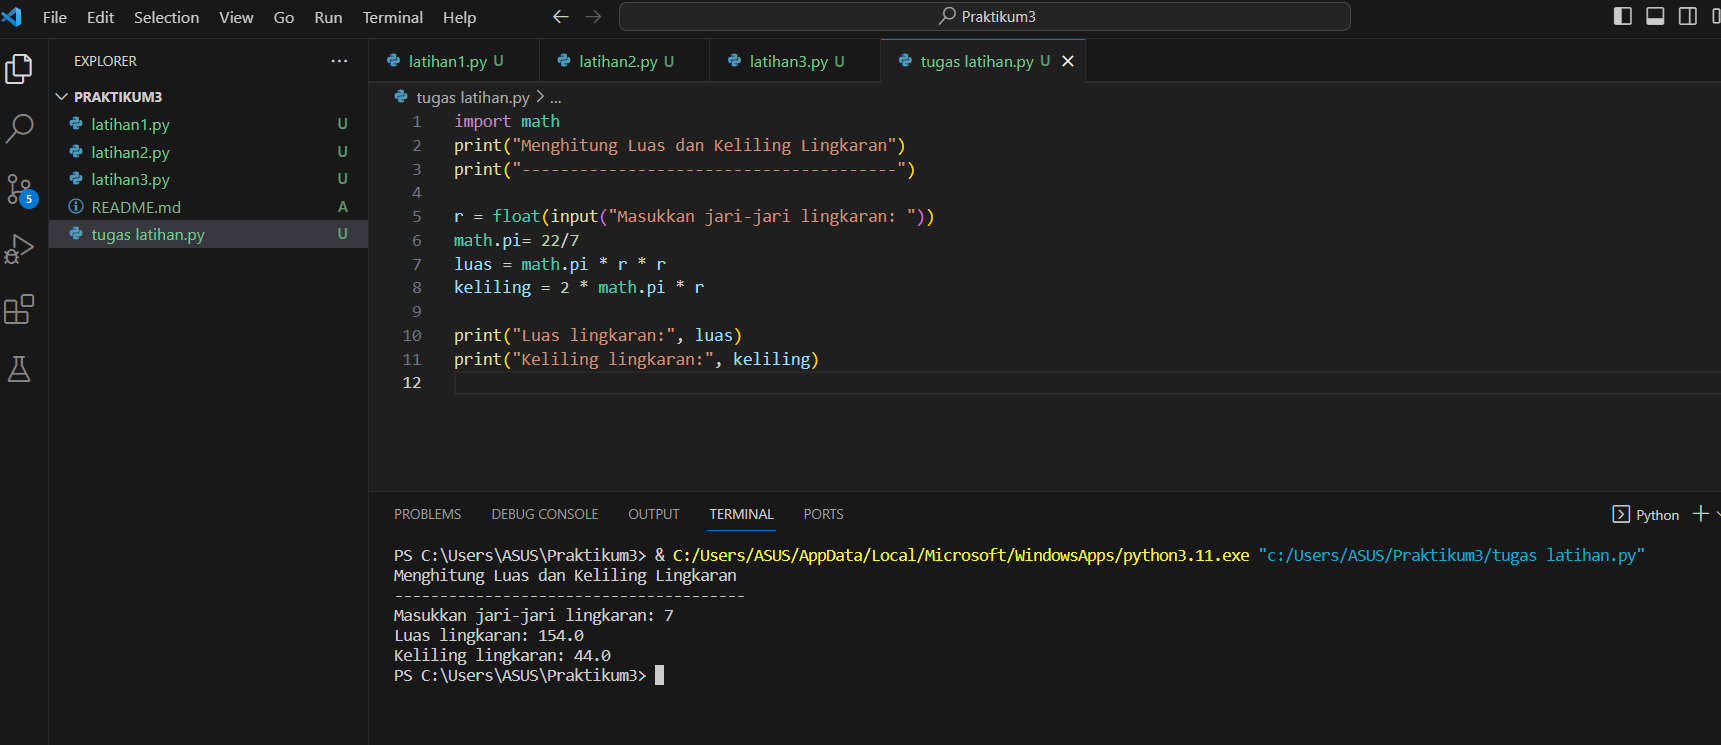 File Edit Selection View Go Run Terminal Help
Praktikum3
EXPLORER
PRAKTIKUM3
latihan1.py U
latihan2.py U
latihan3.py U
README.md A
tugas latihan.py U
5
latihan1.py U
latihan2.py U
latihan3.py U
tugas latihan.py U
tugas latihan.py > ...
1 import math
2 print("Menghitung Luas dan Keliling Lingkaran")
3 print("---------------------------------------")
4
5 r = float(input("Masukkan jari-jari lingkaran: "))
6 math.pi= 22/7
7 luas = math.pi * r * r
8 keliling = 2 * math.pi * r
9
10 print("Luas lingkaran:", luas)
11 print("Keliling lingkaran:", keliling)
12
PROBLEMS DEBUG CONSOLE OUTPUT TERMINAL PORTS
Python
PS C:\Users\ASUS\Praktikum3> & C:/Users/ASUS/AppData/Local/Microsoft/WindowsApps/python3.11.exe "c:/Users/ASUS/Praktikum3/tugas latihan.py"
Menghitung Luas dan Keliling Lingkaran
---------------------------------------
Masukkan jari-jari lingkaran: 7
Luas lingkaran: 154.0
Keliling lingkaran: 44.0
PS C:\Users\ASUS\Praktikum3>